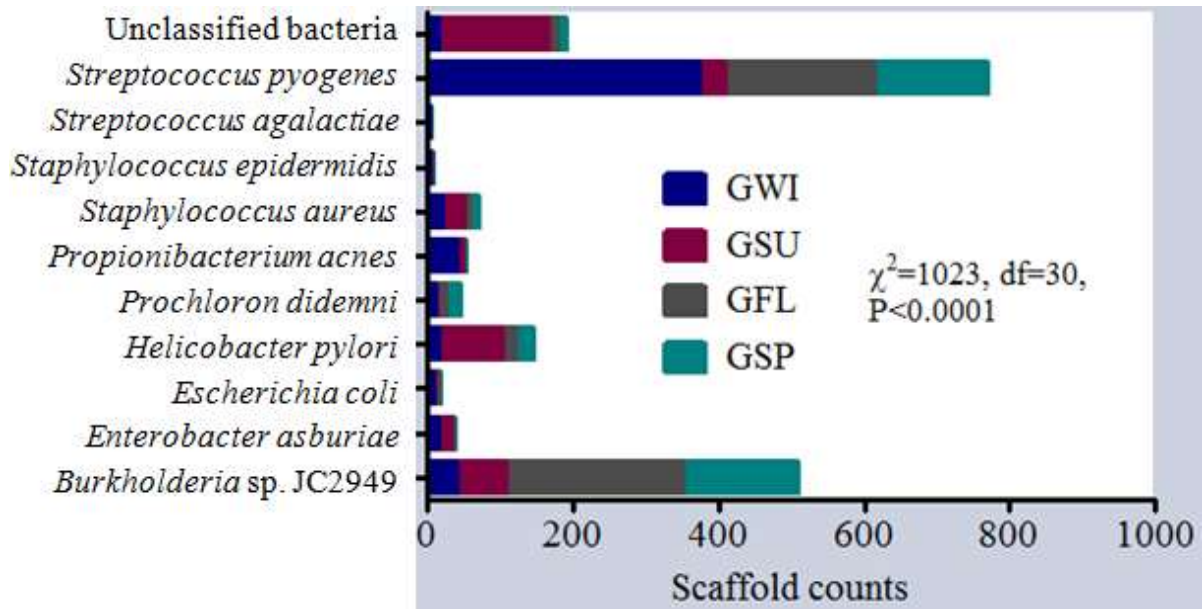 Unclassified bacteria
Streptococcus pyogenes
Streptococcus agalactiae
Staphylococcus epidermidis
Staphylococcus aureus
Propionibacterium acnes
Prochloron didemni
Helicobacter pylori
Escherichia coli
Enterobacter asburiae
Burkholderia sp. JC2949
GWI
GSU
GFL
GSP
χ²=1023, df=30,
P<0.0001
0 200 400 600 800 1000
Scaffold counts